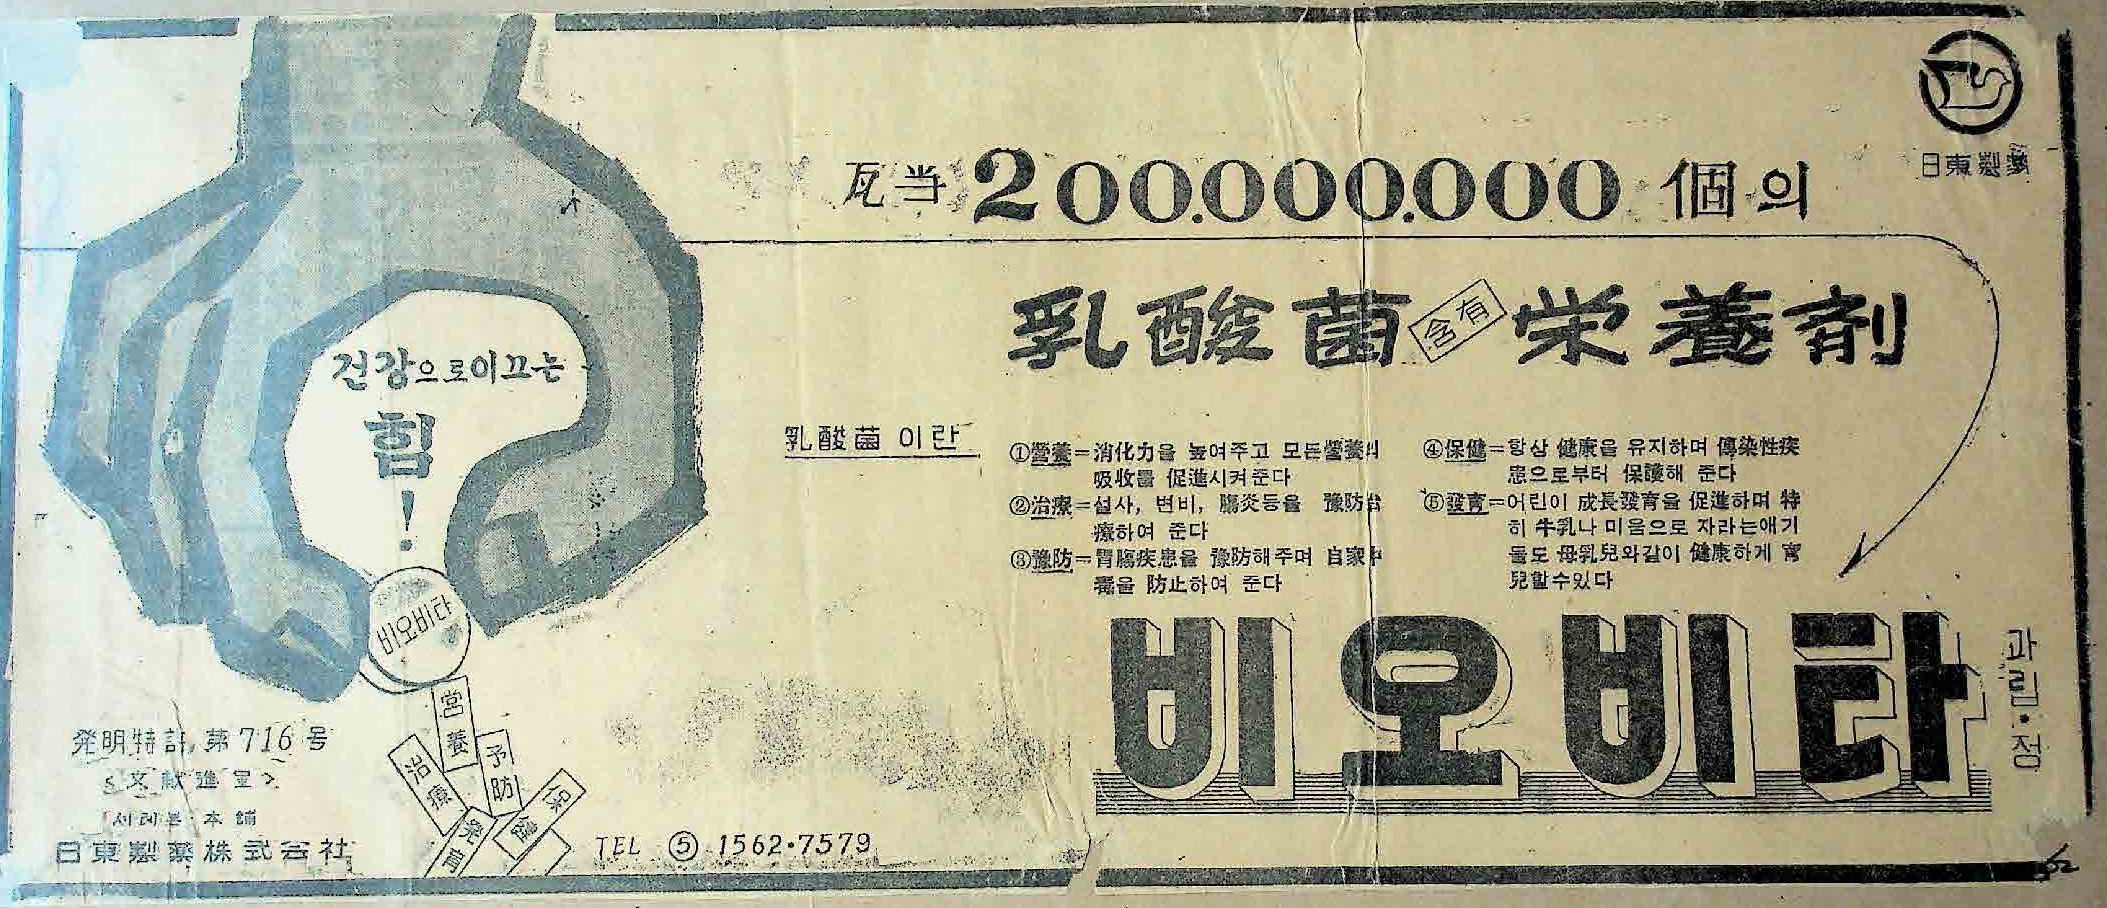 日東製薬
瓦当 200.000.000 個의
乳酸菌 含有 栄養剤
건강으로이끄는
힘
!
비오비타
乳酸菌 이란
①營養=消化力을 높여주고 모든營養의
吸收를 促進시켜 준다
②治療=설사, 변비, 腸炎등을 豫防治
療하여 준다
③豫防=胃腸疾患을 豫防해주며 自家中
毒을 防止하여 준다
④保健=항상 健康을 유지하며 傳染性疾
患으로부터 保護해 준다
⑤發育=어린이 成長發育을 促進하며 特
히 牛乳나 미음으로 자라는애기
들도 母乳兒와같이 健康하게 育
兒할수있다
비오비타
과립·정
営養
治療
予防
保健
発育
発明特許 第716号
<文献進呈>
本舗
日東製薬株式会社
TEL ⑤ 1562·7579